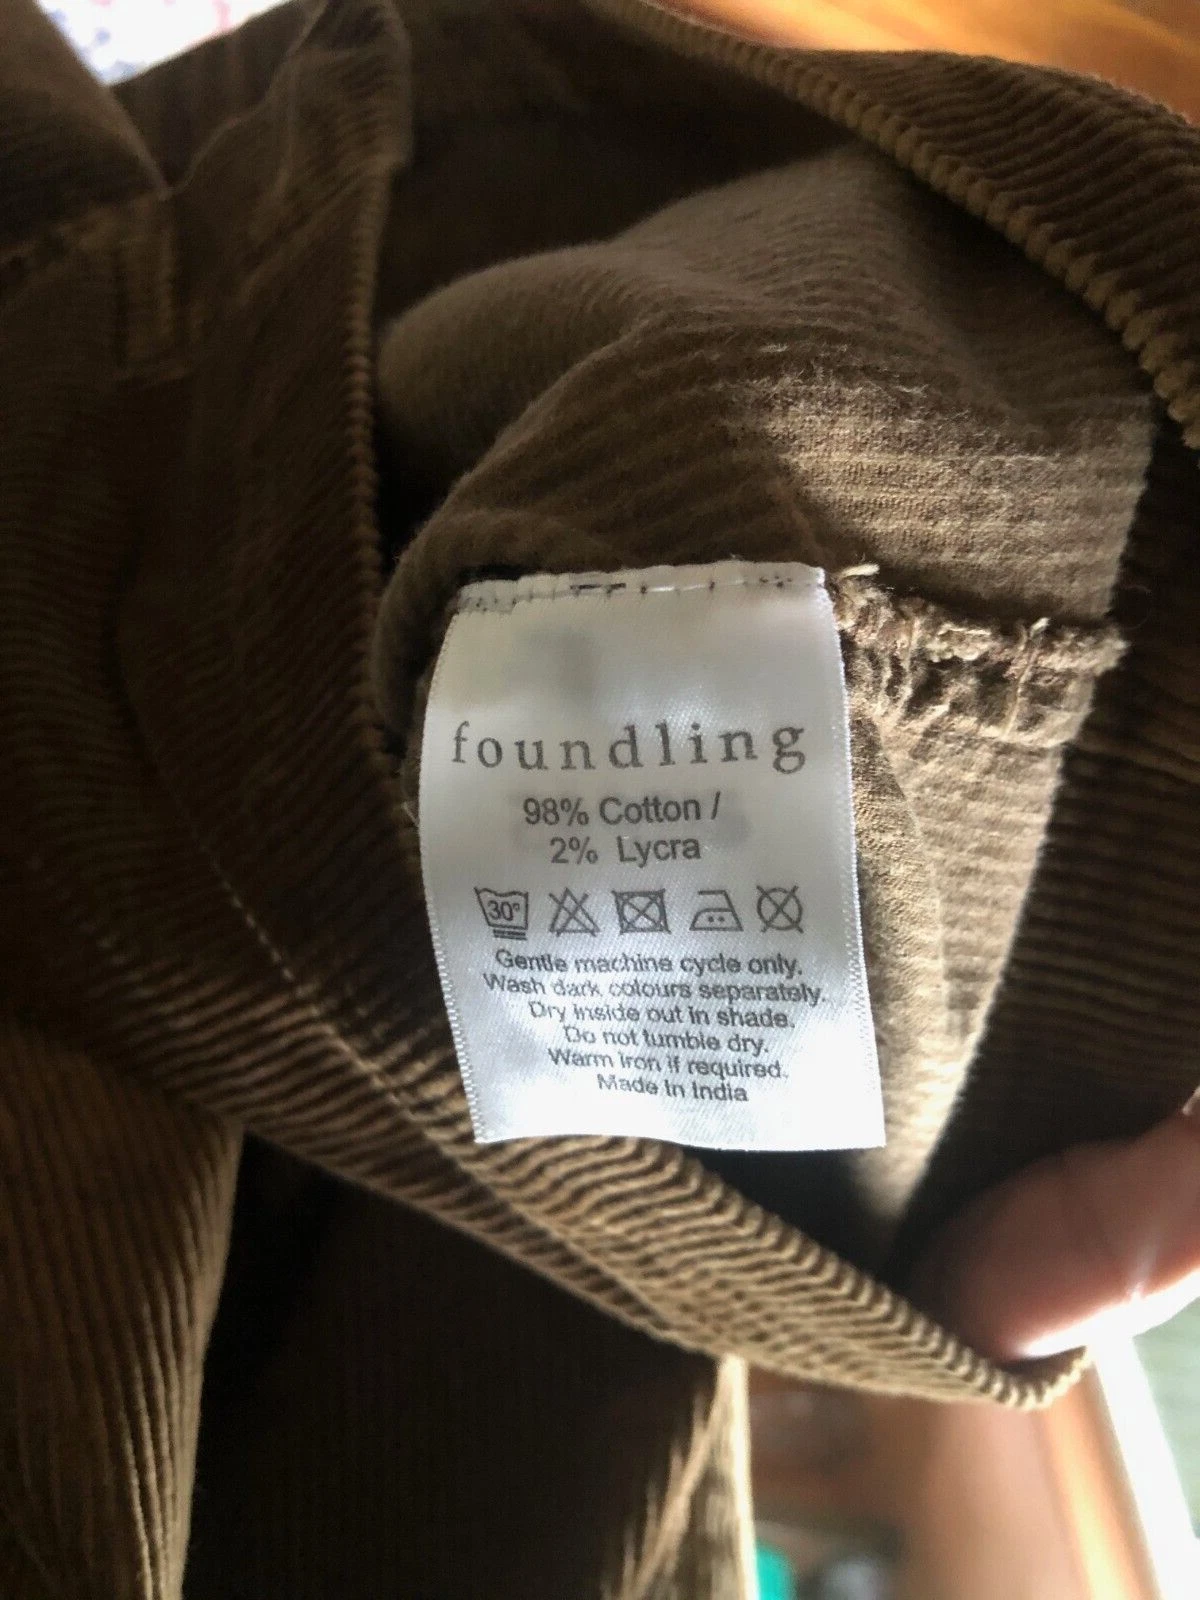 foundling
98% Cotton /
2% Lycra
30°
Gentle machine cycle only.
Wash dark colours separately.
Dry inside out in shade.
Do not tumble dry.
Warm iron if required.
Made in India